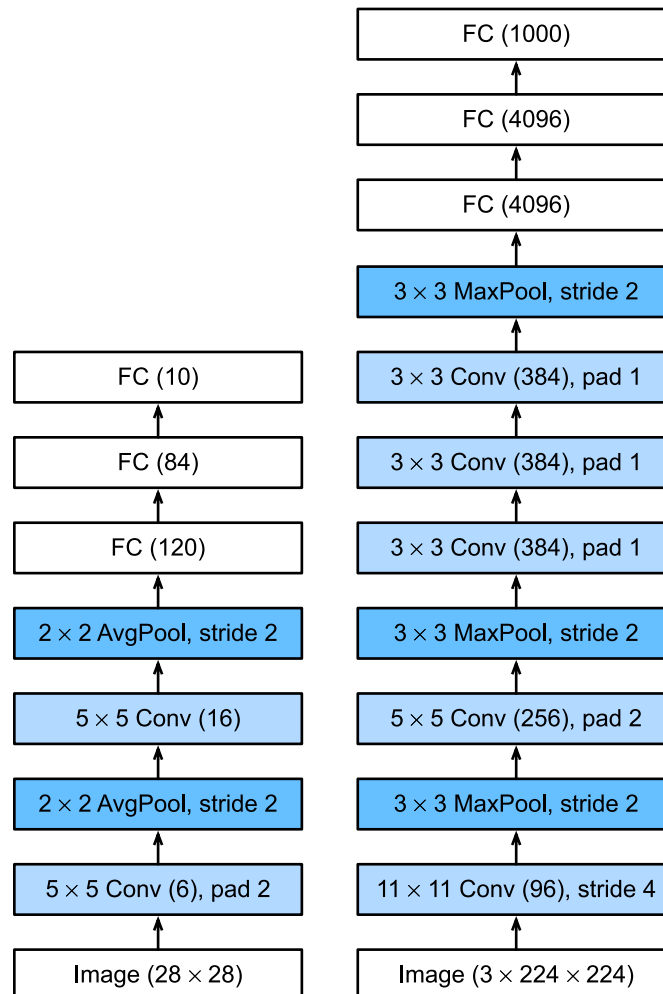 FC (1000)
FC (4096)
FC (4096)
3 × 3 MaxPool, stride 2
3 × 3 Conv (384), pad 1
3 × 3 Conv (384), pad 1
3 × 3 Conv (384), pad 1
3 × 3 MaxPool, stride 2
5 × 5 Conv (256), pad 2
3 × 3 MaxPool, stride 2
11 × 11 Conv (96), stride 4
Image (3 × 224 × 224)
FC (10)
FC (84)
FC (120)
2 × 2 AvgPool, stride 2
5 × 5 Conv (16)
2 × 2 AvgPool, stride 2
5 × 5 Conv (6), pad 2
Image (28 × 28)